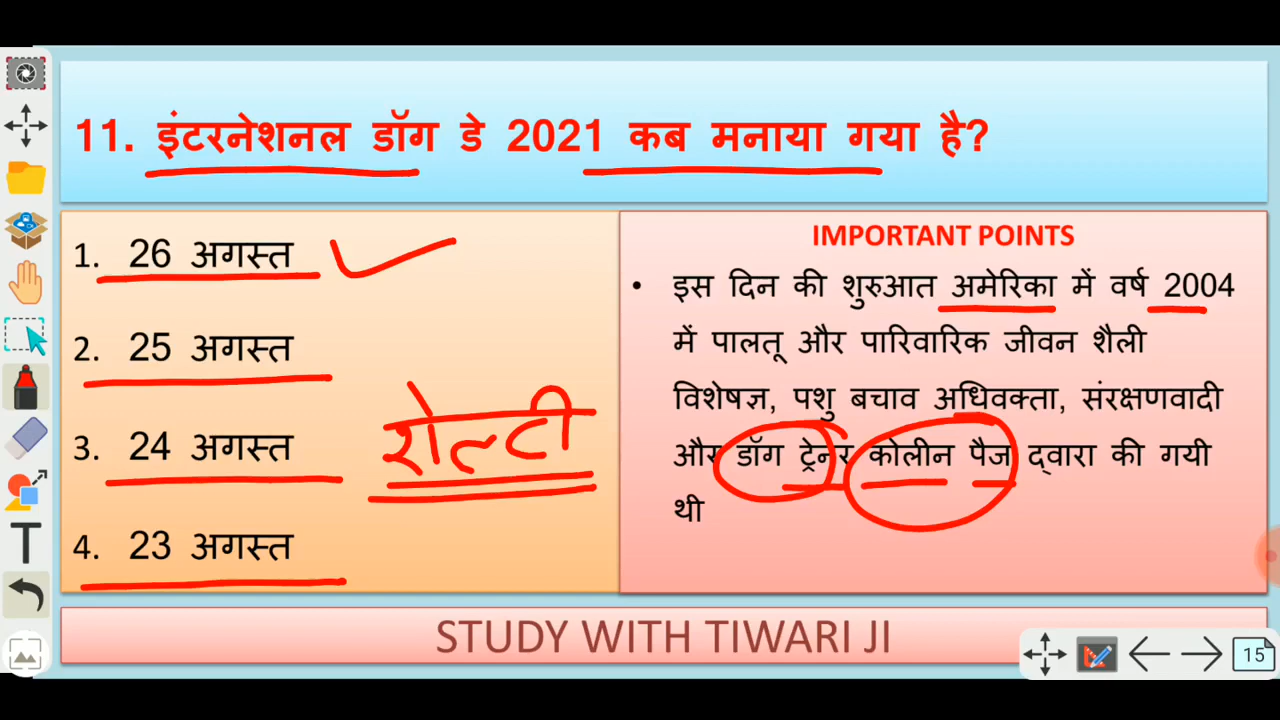 11. इंटरनेशनल डॉग डे 2021 कब मनाया गया है?
1. 26 अगस्त
2. 25 अगस्त
3. 24 अगस्त
4. 23 अगस्त
IMPORTANT POINTS
• इस दिन की शुरुआत अमेरिका में वर्ष 2004
में पालतू और पारिवारिक जीवन शैली
विशेषज्ञ, पशु बचाव अधिवक्ता, संरक्षणवादी
और डॉग ट्रेनर कोलीन पैज द्वारा की गयी
थी
STUDY WITH TIWARI JI
T
15